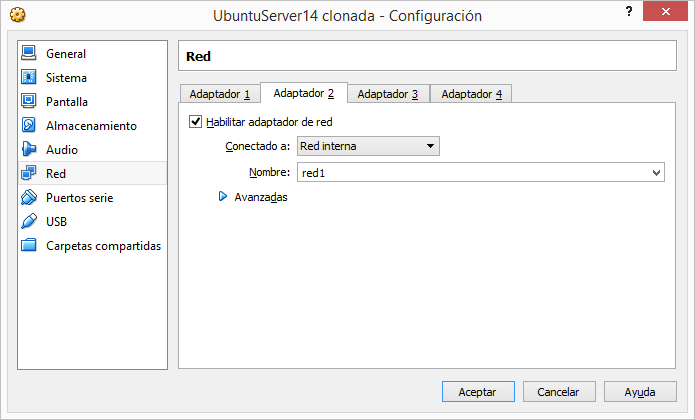 UbuntuServer14 clonada - Configuración
?
General
Sistema
Pantalla
Almacenamiento
Audio
Red
Puertos serie
USB
Carpetas compartidas
Red
Adaptador 1 Adaptador 2 Adaptador 3 Adaptador 4
Habilitar adaptador de red
Conectado a: Red interna
Nombre: red1
Avanzadas
Aceptar Cancelar Ayuda